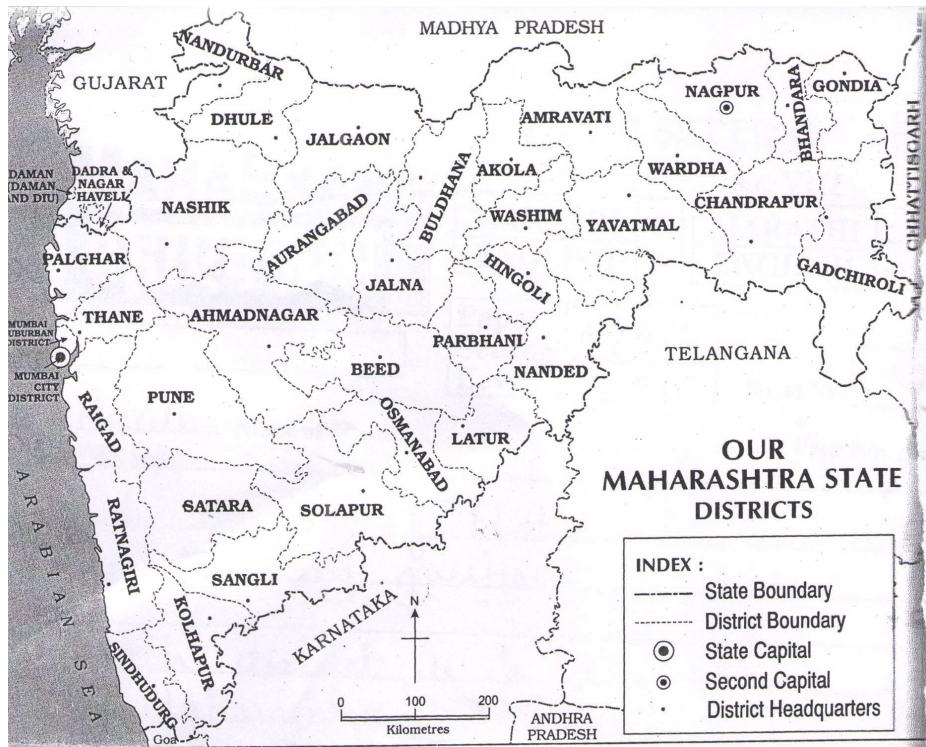 MADHYA PRADESH
GUJARAT
NANDURBAR
DHULE
JALGAON
BULDHANA
AKOLA
AMRAVATI
WARDHA
NAGPUR
BHANDARA
GONDIA
CHHATTISGARH
DAMAN
(DAMAN
AND DIU)
DADRA &
NAGAR
HAVELI
NASHIK
AURANGABAD
WASHIM
YAVATMAL
CHANDRAPUR
GADCHIROLI
PALGHAR
THANE
AHMADNAGAR
JALNA
HINGOLI
PARBHANI
NANDED
TELANGANA
MUMBAI
SUBURBAN
DISTRICT
MUMBAI
CITY
DISTRICT
RAIGAD
PUNE
BEED
OSMANABAD
LATUR
ARABIAN SEA
RATNAGIRI
SATARA
SOLAPUR
SANGLI
KOLHAPUR
SINDHUDURG
Goa
KARNATAKA
ANDHRA
PRADESH
N
0 100 200
Kilometres
OUR
MAHARASHTRA STATE
DISTRICTS
INDEX :
State Boundary
District Boundary
State Capital
Second Capital
District Headquarters